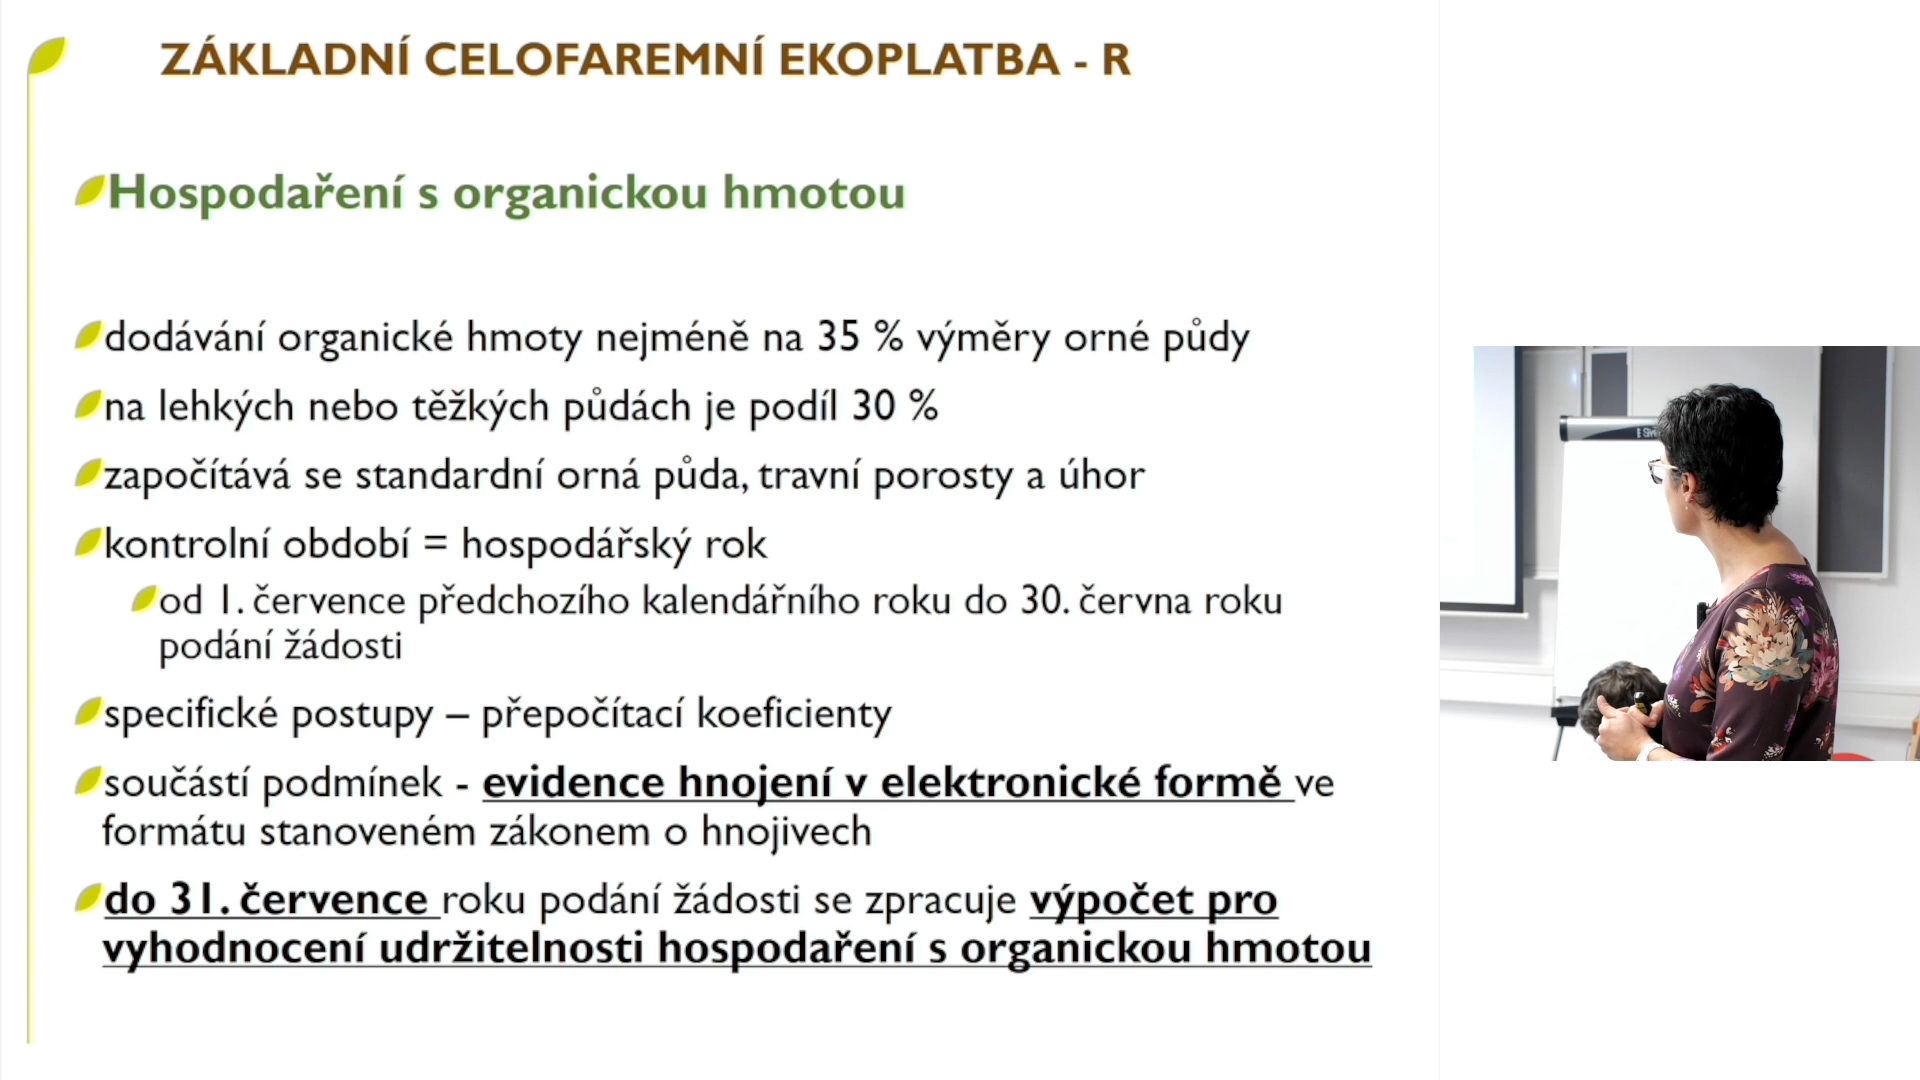 ZÁKLADNÍ CELOFAREMNÍ EKOPLATBA - R
Hospodaření s organickou hmotou
dodávání organické hmoty nejméně na 35 % výměry orné půdy
na lehkých nebo těžkých půdách je podíl 30 %
započítává se standardní orná půda, travní porosty a úhor
kontrolní období = hospodářský rok
od 1. července předchozího kalendářního roku do 30. června roku
podání žádosti
specifické postupy – přepočítací koeficienty
součástí podmínek - evidence hnojení v elektronické formě ve
formátu stanoveném zákonem o hnojivech
do 31. července roku podání žádosti se zpracuje výpočet pro
vyhodnocení udržitelnosti hospodaření s organickou hmotou